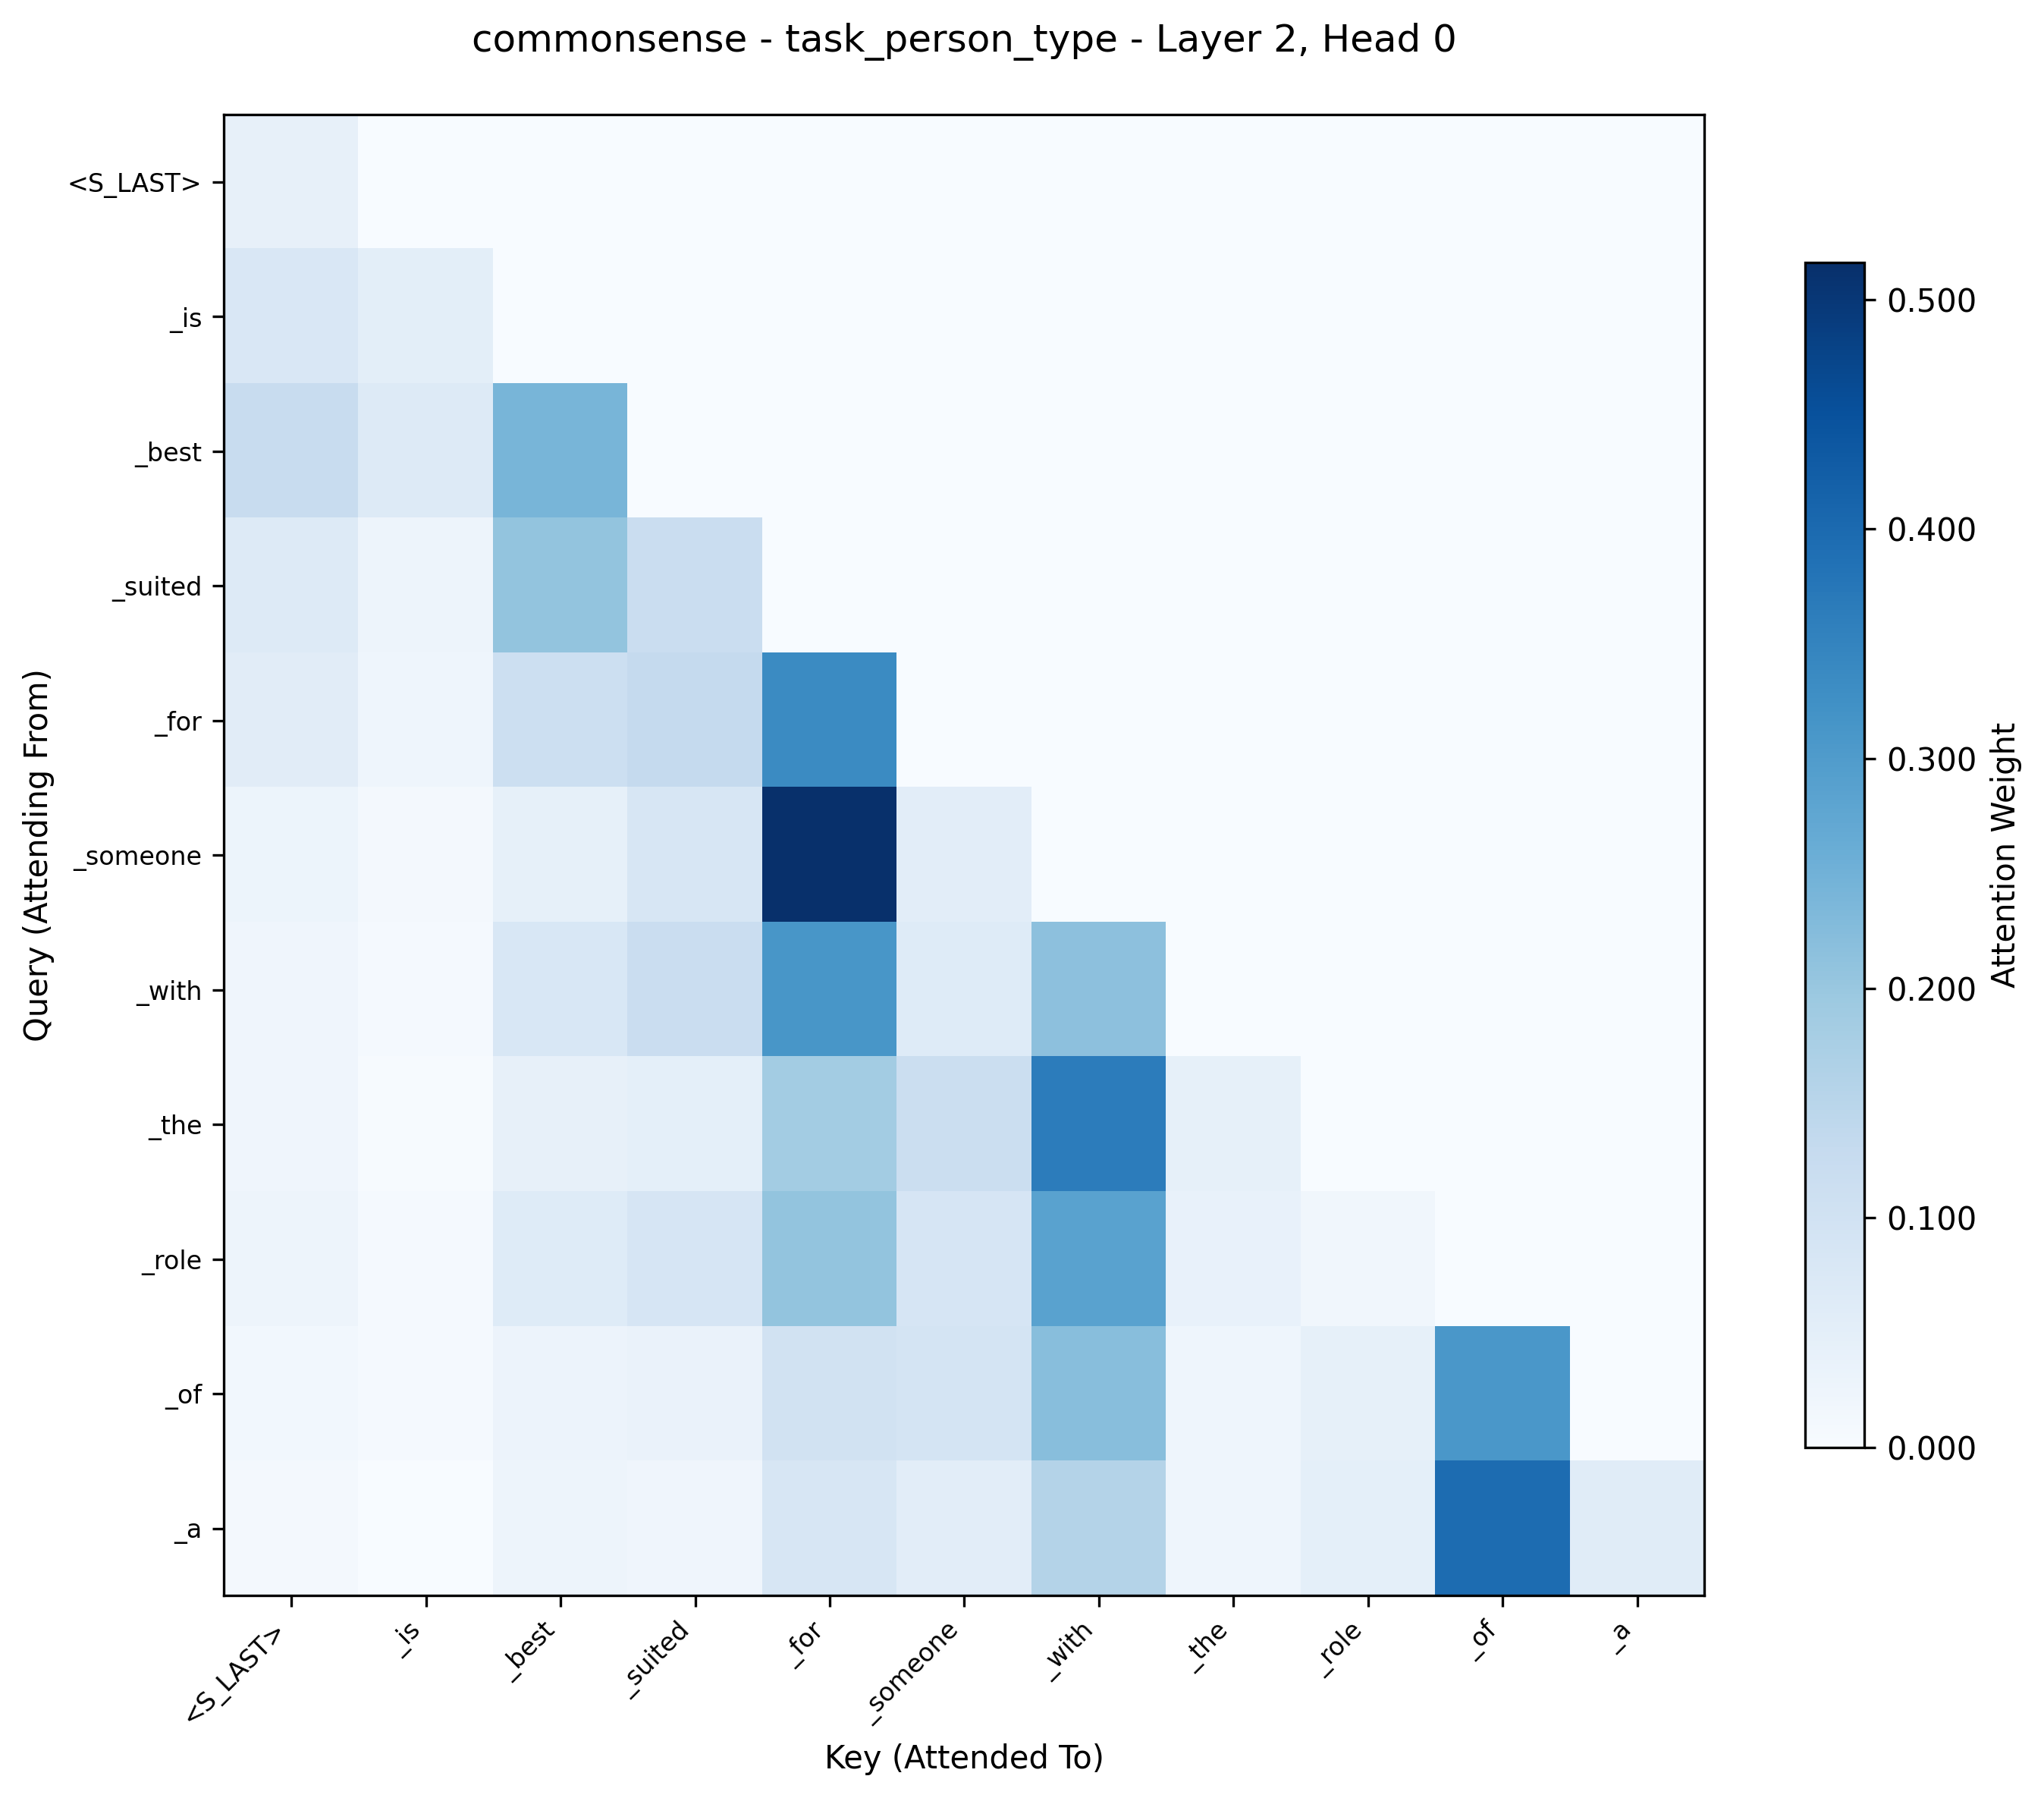 commonsense - task_person_type - Layer 2, Head 0
Query (Attending From)
<S_LAST>
_is
_best
_suited
_for
_someone
_with
_the
_role
_of
_a
<S_LAST>
_is
_best
_suited
_for
_someone
_with
_the
_role
_of
_a
Key (Attended To)
0.500
0.400
0.300
0.200
0.100
0.000
Attention Weight